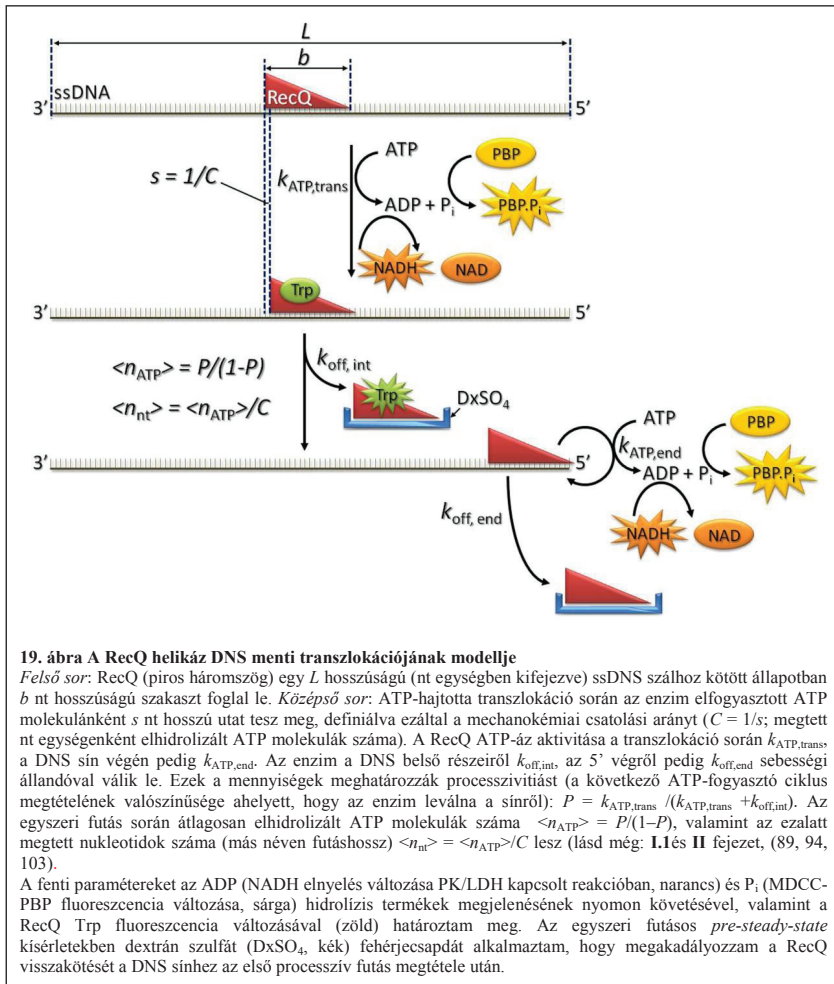 L
b
ssDNA
RecQ
3’ 5’
s = 1/C
k ATP,trans
ATP
ADP + Pi
PBP
PBP.Pi
NADH
NAD
Trp
3’ 5’
<nATP> = P/(1-P)
<nnt> = <nATP>/C
koff, int
Trp
DxSO4
3’ 5’
ATP
kATP,end
ADP + Pi
PBP
PBP.Pi
NADH
NAD
koff, end
19. ábra A RecQ helikáz DNS menti transzlokációjának modellje
Felső sor: RecQ (piros háromszög) egy L hosszúságú (nt egységben kifejezve) ssDNS szálhoz kötött állapotban
b nt hosszúságú szakaszt foglal le. Középső sor: ATP-hajtotta transzlokáció során az enzim elfogyasztott ATP
molekulánként s nt hosszú utat tesz meg, definiálva ezáltal a mechanokémiai csatolási arányt (C = 1/s; megtett
nt egységenként elhidrolizált ATP molekulák száma). A RecQ ATP-áz aktivitása a transzlokáció során kATP,trans,
a DNS sín végén pedig kATP,end. Az enzim a DNS belső részeiről koff,int, az 5’ végről pedig koff,end sebességi
állandóval válik le. Ezek a mennyiségek meghatározzák processzivitiást (a következő ATP-fogyasztó ciklus
megtételének valószínűsége ahelyett, hogy az enzim leválna a sínről): P = kATP,trans /(kATP,trans +koff,int). Az
egyszeri futás során átlagosan elhidrolizált ATP molekulák száma <nATP> = P/(1–P), valamint az ezalatt
megtett nukleotidok száma (más néven futáshossz) <nnt> = <nATP>/C lesz (lásd még: I.1és II fejezet, (89, 94,
103).
A fenti paramétereket az ADP (NADH elnyelés változása PK/LDH kapcsolt reakcióban, narancs) és Pi (MDCC-
PBP fluoreszcencia változása, sárga) hidrolízis termékek megjelenésének nyomon követésével, valamint a
RecQ Trp fluoreszcencia változásával (zöld) határoztam meg. Az egyszeri futásos pre-steady-state
kísérletekben dextrán szulfát (DxSO4, kék) fehérjecsapdát alkalmaztam, hogy megakadályozzam a RecQ
visszakötését a DNS sínhez az első processzív futás megtétele után.